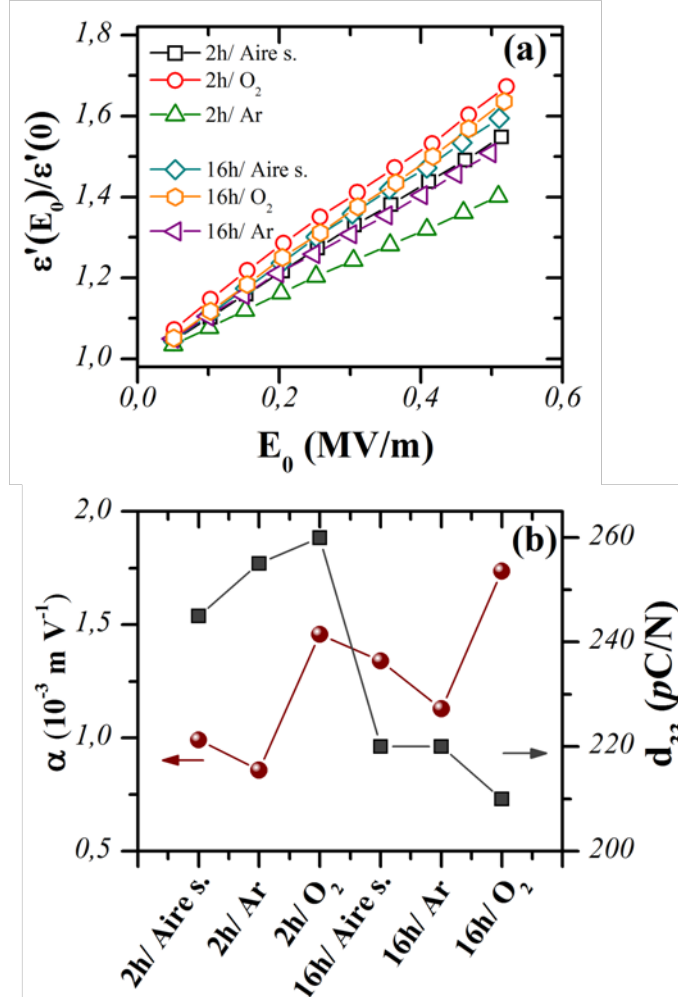 (a)
1,8
1,6
1,4
1,2
1,0
ε'(E₀)/ε'(0)
2h/ Aire s.
2h/ O₂
2h/ Ar
16h/ Aire s.
16h/ O₂
16h/ Ar
0,0 0,2 0,4 0,6
E₀ (MV/m)
(b)
2,0
1,5
1,0
0,5
α (10⁻³ m V⁻¹)
260
240
220
200
d₃₃ (pC/N)
2h/ Aire s.
2h/ Ar
2h/ O₂
16h/ Aire s.
16h/ Ar
16h/ O₂